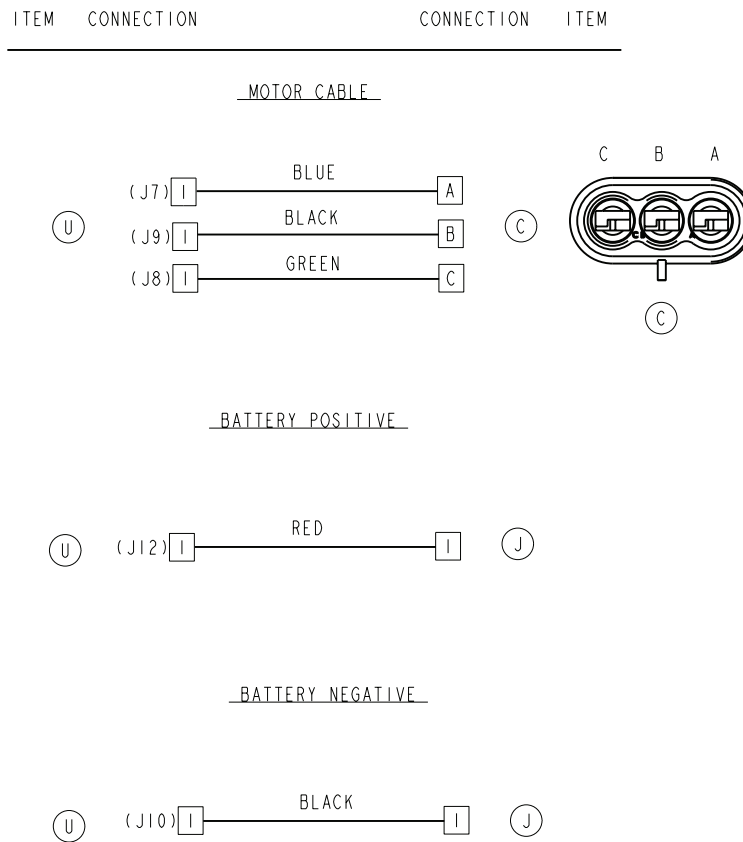 ITEM CONNECTION CONNECTION ITEM
MOTOR CABLE
C B A
(J7) 1 BLUE A
U (J9) 1 BLACK B C
(J8) 1 GREEN C
C
BATTERY POSITIVE
U (J12) 1 RED 1 J
BATTERY NEGATIVE
U (J10) 1 BLACK 1 J